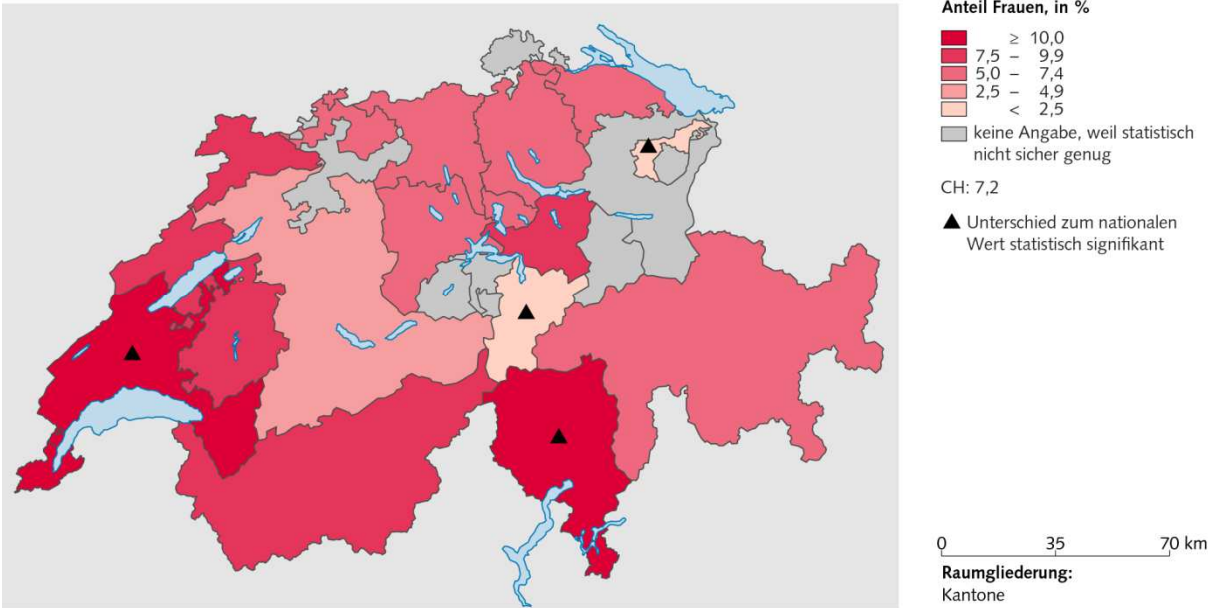 Anteil Frauen, in %
≥ 10,0
7,5 – 9,9
5,0 – 7,4
2,5 – 4,9
< 2,5
keine Angabe, weil statistisch
nicht sicher genug
CH: 7,2
Unterschied zum nationalen
Wert statistisch signifikant
0 35 70 km
Raumgliederung:
Kantone